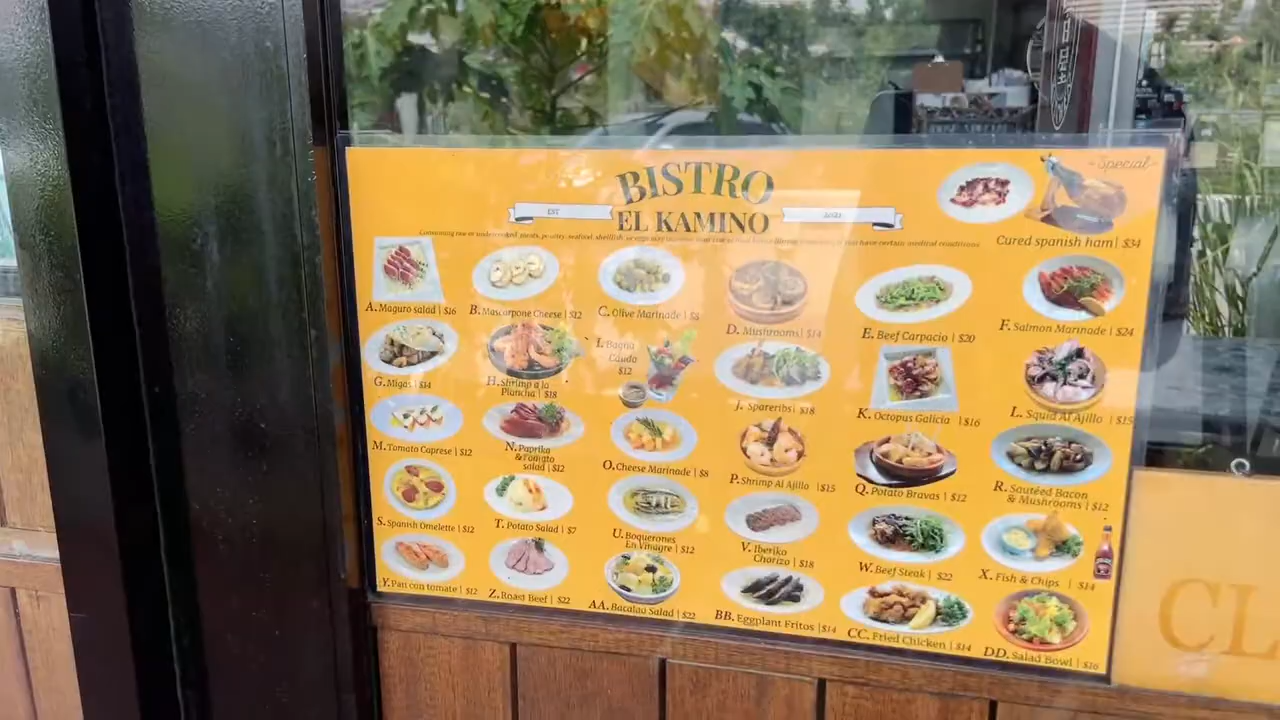 ~Special~
BISTRO
EST
EL KAMINO
2021
Cured spanish ham| $34
A. Maguro salad | $16
B. Mascarpone Cheese | $12
C. Olive Marinade | $8
D. Mushrooms| $14
E. Beef Carpacio | $20
F. Salmon Marinade | $24
G. Migas | $14
H. Shrimp a la
Plancha | $18
I. Bagna
Caudo
$12
J. Spareribs| $18
K. Octopus Galicia | $16
L. Squid Al Ajillo | $15
M. Tomato Caprese | $12
N. Paprika
& Tomato
salad | $12
O. Cheese Marinade | $8
P. Shrimp Al Ajillo | $15
Q. Potato Bravas | $12
R. Sautéed Bacon
& Mushrooms | $12
S. Spanish Omelette | $12
T. Potato Salad | $7
U. Boquerones
En Vinagre | $12
V. Iberiko
Chorizo | $18
W. Beef Steak | $22
X. Fish & Chips | $14
Y. Pan con tomate | $12
Z. Roast Beef | $22
AA. Bacalao Salad | $22
BB. Eggplant Fritos | $14
CC. Fried Chicken | $14
DD. Salad Bowl | $16
CL